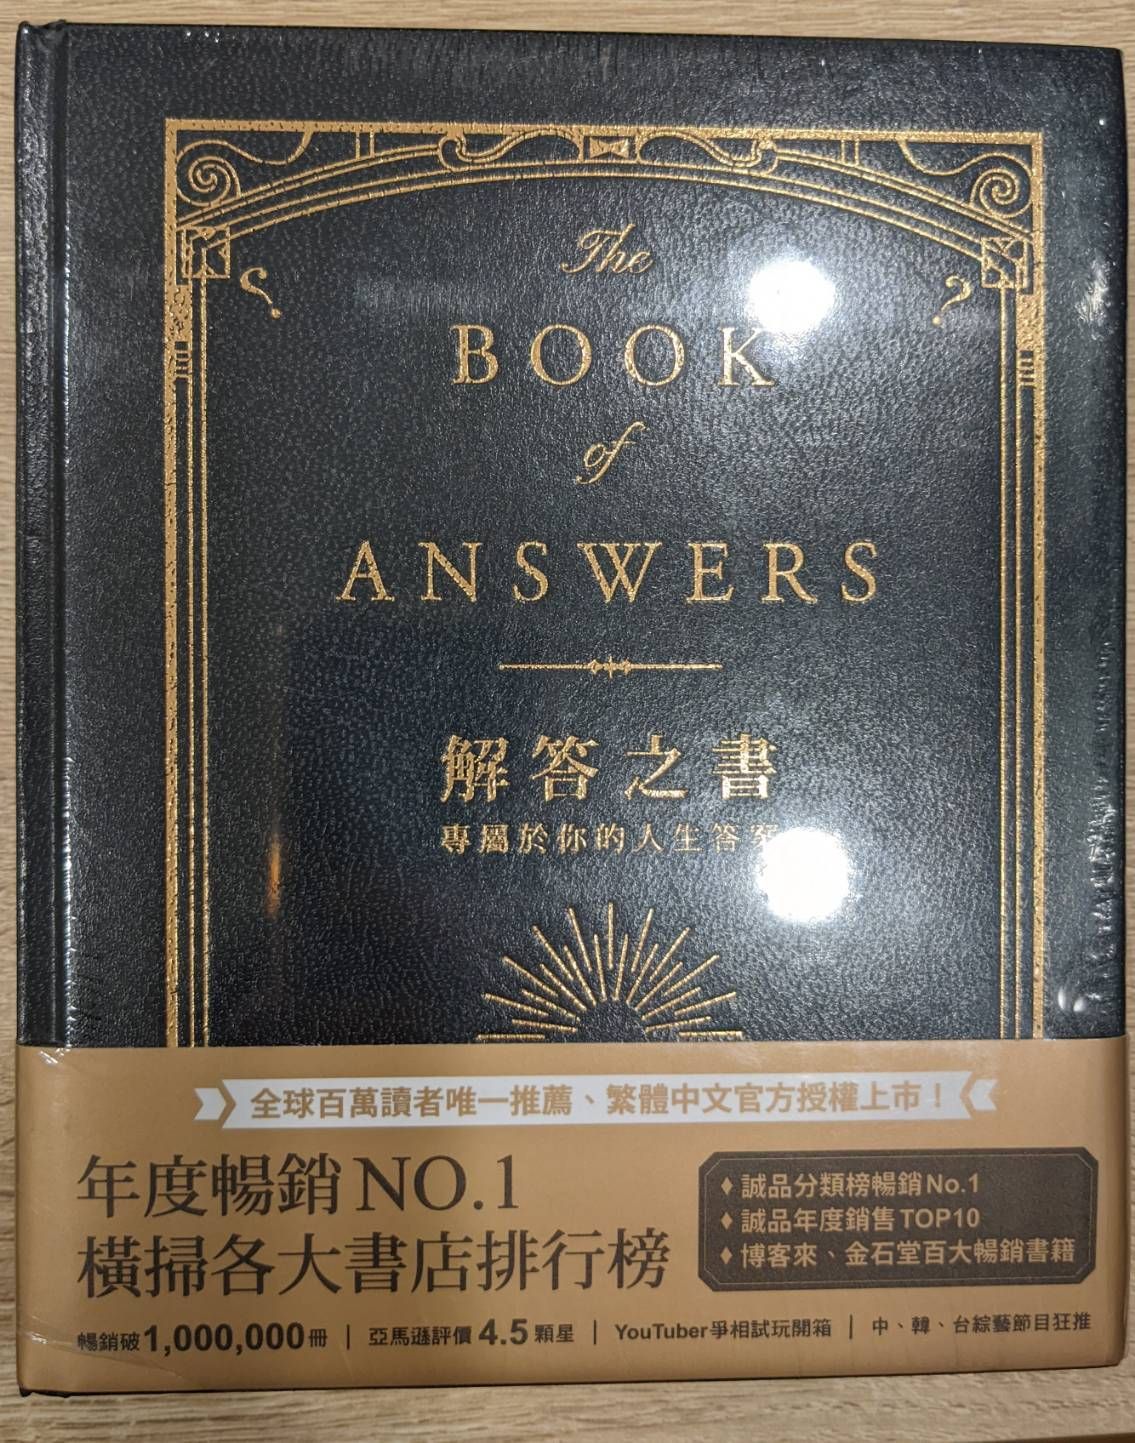 The
BOOK
of
ANSWERS
解答之書
專屬於你的人生答案
全球百萬讀者唯一推薦、繁體中文官方授權上市！
年度暢銷NO.1
橫掃各大書店排行榜
♦ 誠品分類榜暢銷No.1
♦ 誠品年度銷售TOP10
♦ 博客來、金石堂百大暢銷書籍
暢銷破1,000,000冊 | 亞馬遜評價4.5顆星 | YouTuber爭相試玩開箱 | 中、韓、台綜藝節目狂推